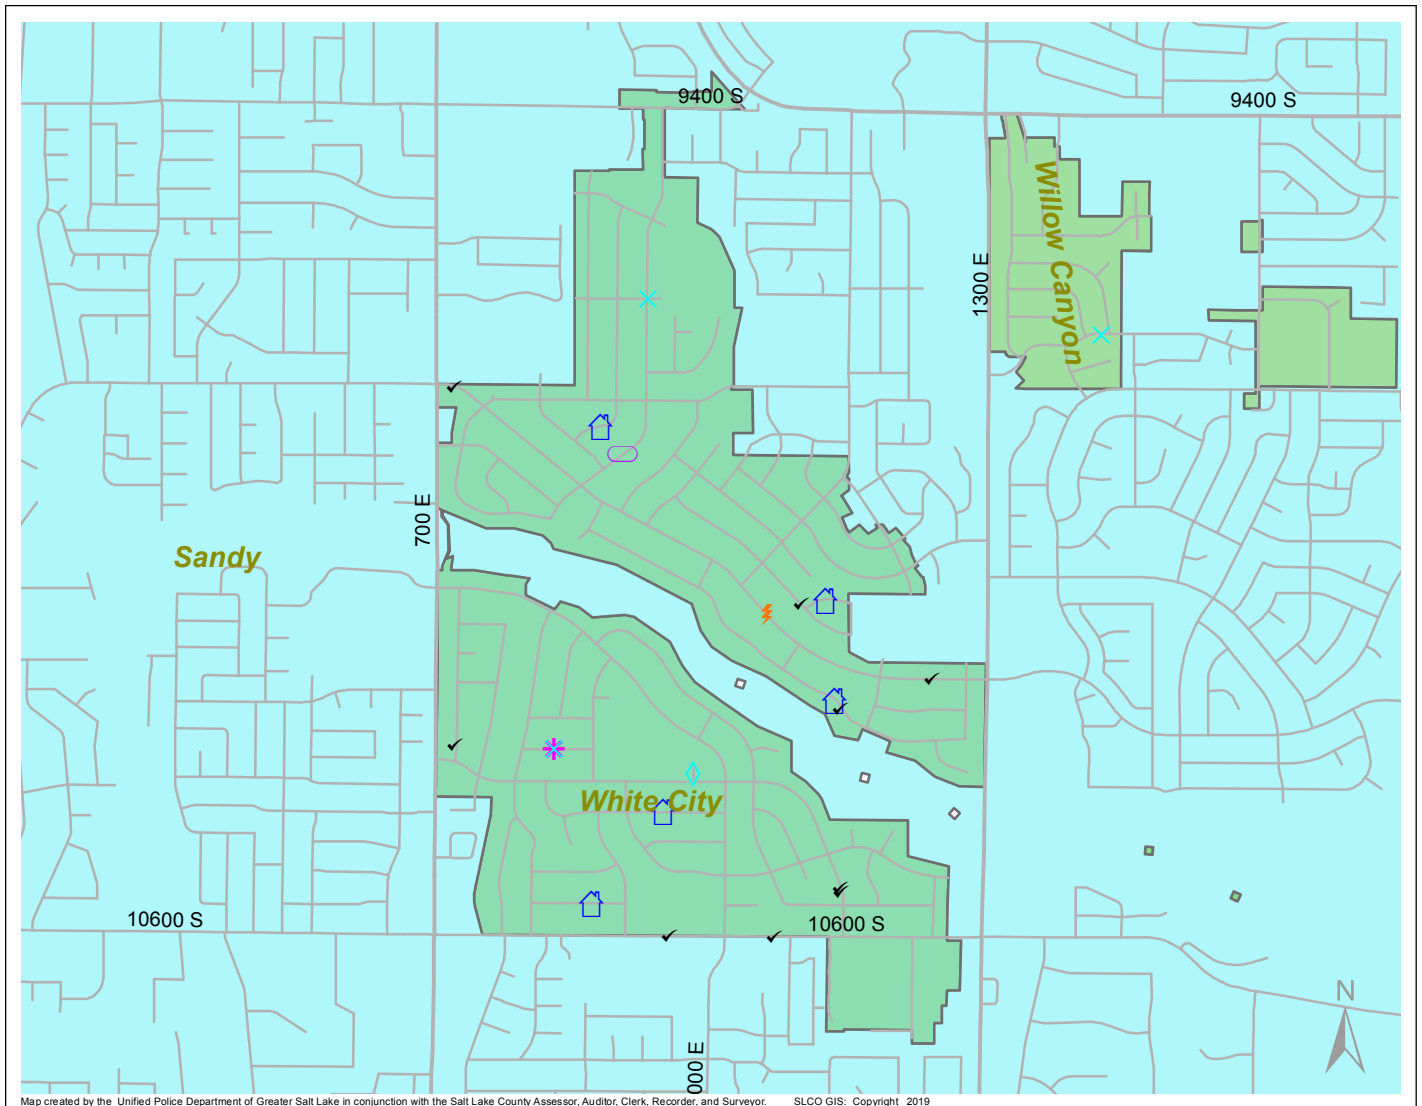 9400 S
9400 S
Willow Canyon
1300 E
700 E
Sandy
White City
10600 S
10600 S
000 E
N
Map created by the Unified Police Department of Greater Salt Lake in conjunction with the Salt Lake County Assessor, Auditor, Clerk, Recorder, and Surveyor. SLCO GIS: Copyright 2019